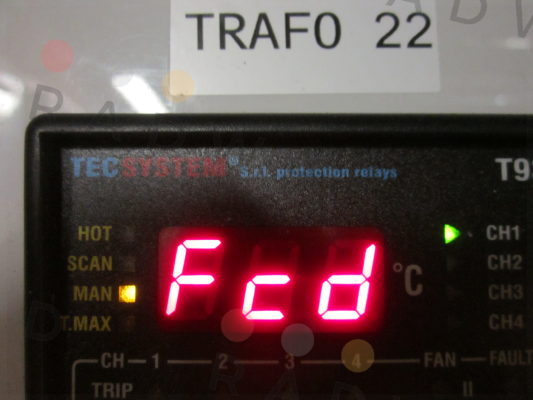 TRAFO 22
TECSYSTEM® S.r.l. protection relays
HOT
SCAN
MAN
T.MAX
Fcd °C
CH1
CH2
CH3
CH4
CH 1 2 3 4 FAN FAULT
TRIP